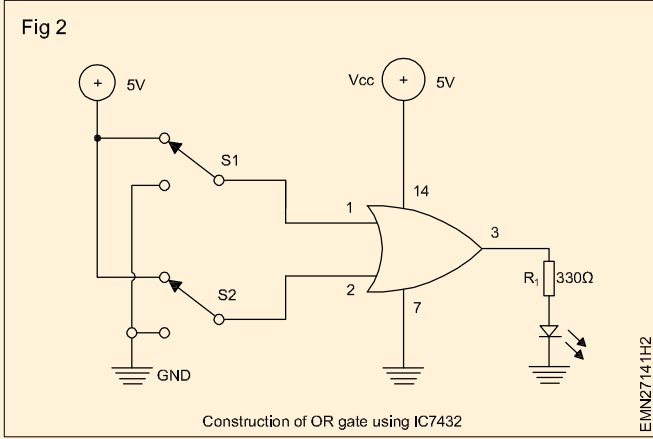 Fig 2
+ 5V
Vcc + 5V
S1
14
1
3
R1 330Ω
2
S2
7
GND
Construction of OR gate using IC7432
EMN27141H2